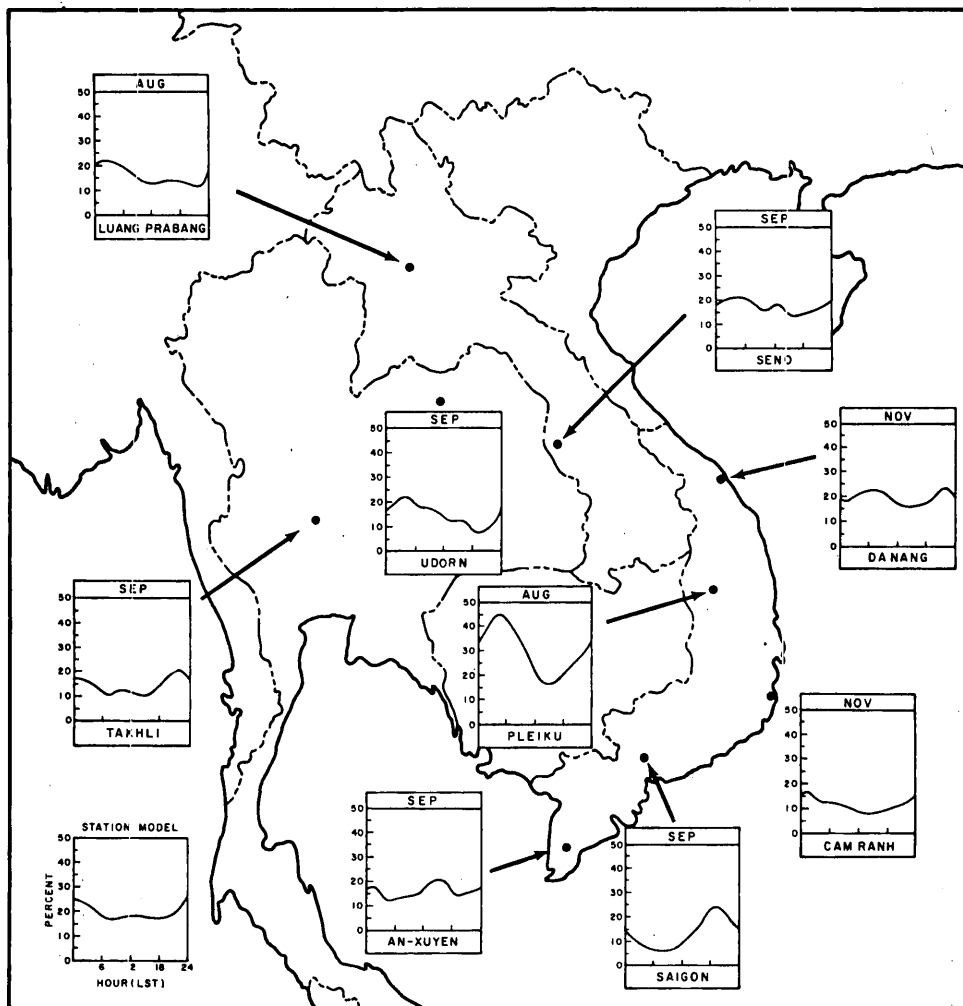 AUG
50
40
30
20
10
0
LUANG PRABANG
SEP
50
40
30
20
10
0
SENO
SEP
50
40
30
20
10
0
UDORN
NOV
50
40
30
20
10
0
DA NANG
SEP
50
40
30
20
10
0
TAKHLI
AUG
50
40
30
20
10
0
PLEIKU
NOV
50
40
30
20
10
0
CAM RANH
SEP
50
40
30
20
10
0
AN-XUYEN
SEP
50
40
30
20
10
0
SAIGON
STATION MODEL
50
40
30
20
10
0
PERCENT
6 2 18 24
HOUR (LST)